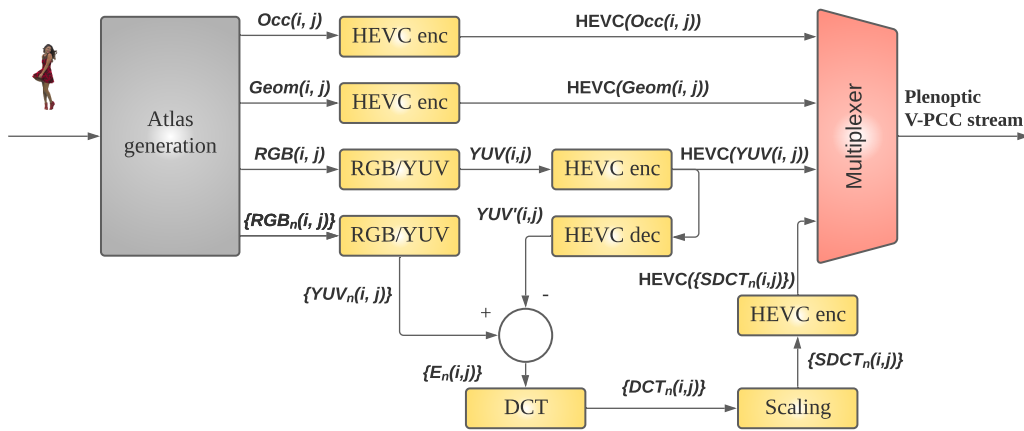 Occ(i, j)
HEVC enc
HEVC(Occ(i, j))
Geom(i, j)
HEVC enc
HEVC(Geom(i, j))
Atlas
generation
RGB(i, j)
RGB/YUV
YUV(i,j)
HEVC enc
HEVC(YUV(i, j))
Multiplexer
Plenoptic
V-PCC stream
{RGBn(i, j)}
RGB/YUV
YUV'(i,j)
HEVC dec
{YUVn(i, j)}
+
-
HEVC({SDCTn(i,j)})
HEVC enc
{En(i,j)}
DCT
{DCTn(i,j)}
Scaling
{SDCTn(i,j)}